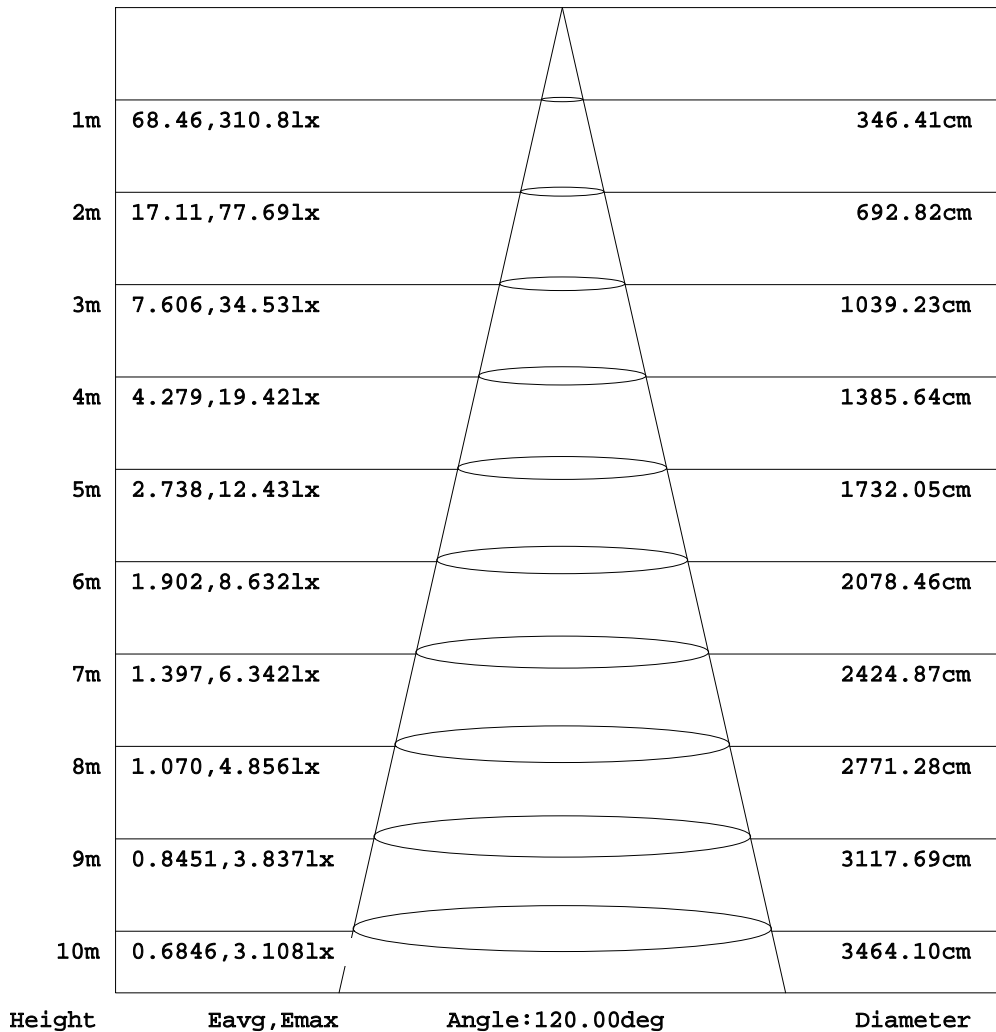 1m 68.46,310.8lx 346.41cm
2m 17.11,77.69lx 692.82cm
3m 7.606,34.53lx 1039.23cm
4m 4.279,19.42lx 1385.64cm
5m 2.738,12.43lx 1732.05cm
6m 1.902,8.632lx 2078.46cm
7m 1.397,6.342lx 2424.87cm
8m 1.070,4.856lx 2771.28cm
9m 0.8451,3.837lx 3117.69cm
10m 0.6846,3.108lx 3464.10cm
Height Eavg,Emax Angle:120.00deg Diameter